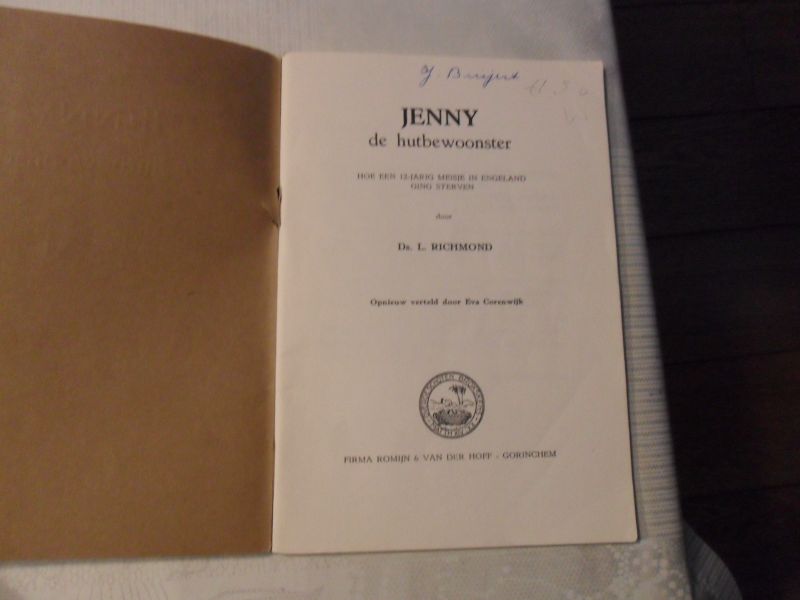 JENNY
de hutbewoonster
HOE EEN 12-JARIG MEISJE IN ENGELAND
GING STERVEN
door
Ds. L. RICHMOND
Opnieuw verteld door Eva Corenwijk
FIRMA ROMIJN & VAN DER HOFF - GORINCHEM